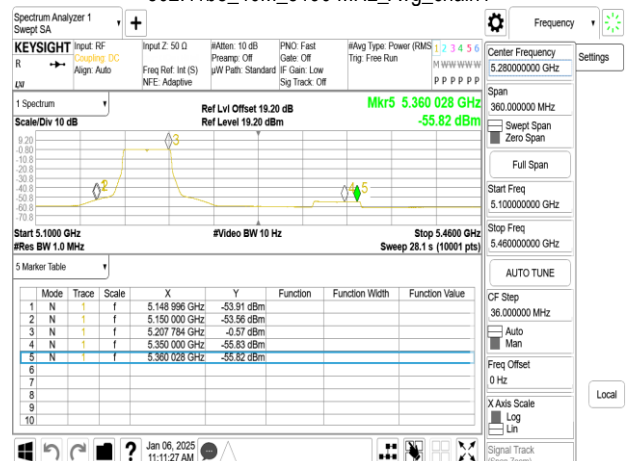 Spectrum Analyzer 1
Swept SA
Frequency
KEYSIGHT
R
LXI
Input: RF
Coupling: DC
Align: Auto
Input Z: 50 Ω
Freq Ref: Int (S)
NFE: Adaptive
#Atten: 10 dB
Preamp: Off
µW Path: Standard
PNO: Fast
Gate: Off
IF Gain: Low
Sig Track: Off
#Avg Type: Power (RMS
Trig: Free Run
1 2 3 4 5 6
M W W W W W
P P P P P P
Center Frequency
5.280000000 GHz
Settings
Span
360.000000 MHz
Swept Span
Zero Span
Full Span
Start Freq
5.100000000 GHz
Stop Freq
5.460000000 GHz
AUTO TUNE
CF Step
36.000000 MHz
Auto
Man
Freq Offset
0 Hz
Local
X Axis Scale
Log
Lin
Signal Track
1 Spectrum
Scale/Div 10 dB
Ref Lvl Offset 19.20 dB
Ref Level 19.20 dBm
Mkr5 5.360 028 GHz
-55.82 dBm
9.20
-0.80
-10.8
-20.8
-30.8
-40.8
-50.8
-60.8
-70.8
2
3
4
5
Start 5.1000 GHz
#Res BW 1.0 MHz
#Video BW 10 Hz
Stop 5.4600 GHz
Sweep 28.1 s (10001 pts)
5 Marker Table
Mode Trace Scale X Y Function Function Width Function Value
1 N 1 f 5.148 996 GHz -53.91 dBm
2 N 1 f 5.150 000 GHz -53.56 dBm
3 N 1 f 5.207 784 GHz -0.57 dBm
4 N 1 f 5.350 000 GHz -55.83 dBm
5 N 1 f 5.360 028 GHz -55.82 dBm
6
7
8
9
10
?
Jan 06, 2025
11:11:27 AM